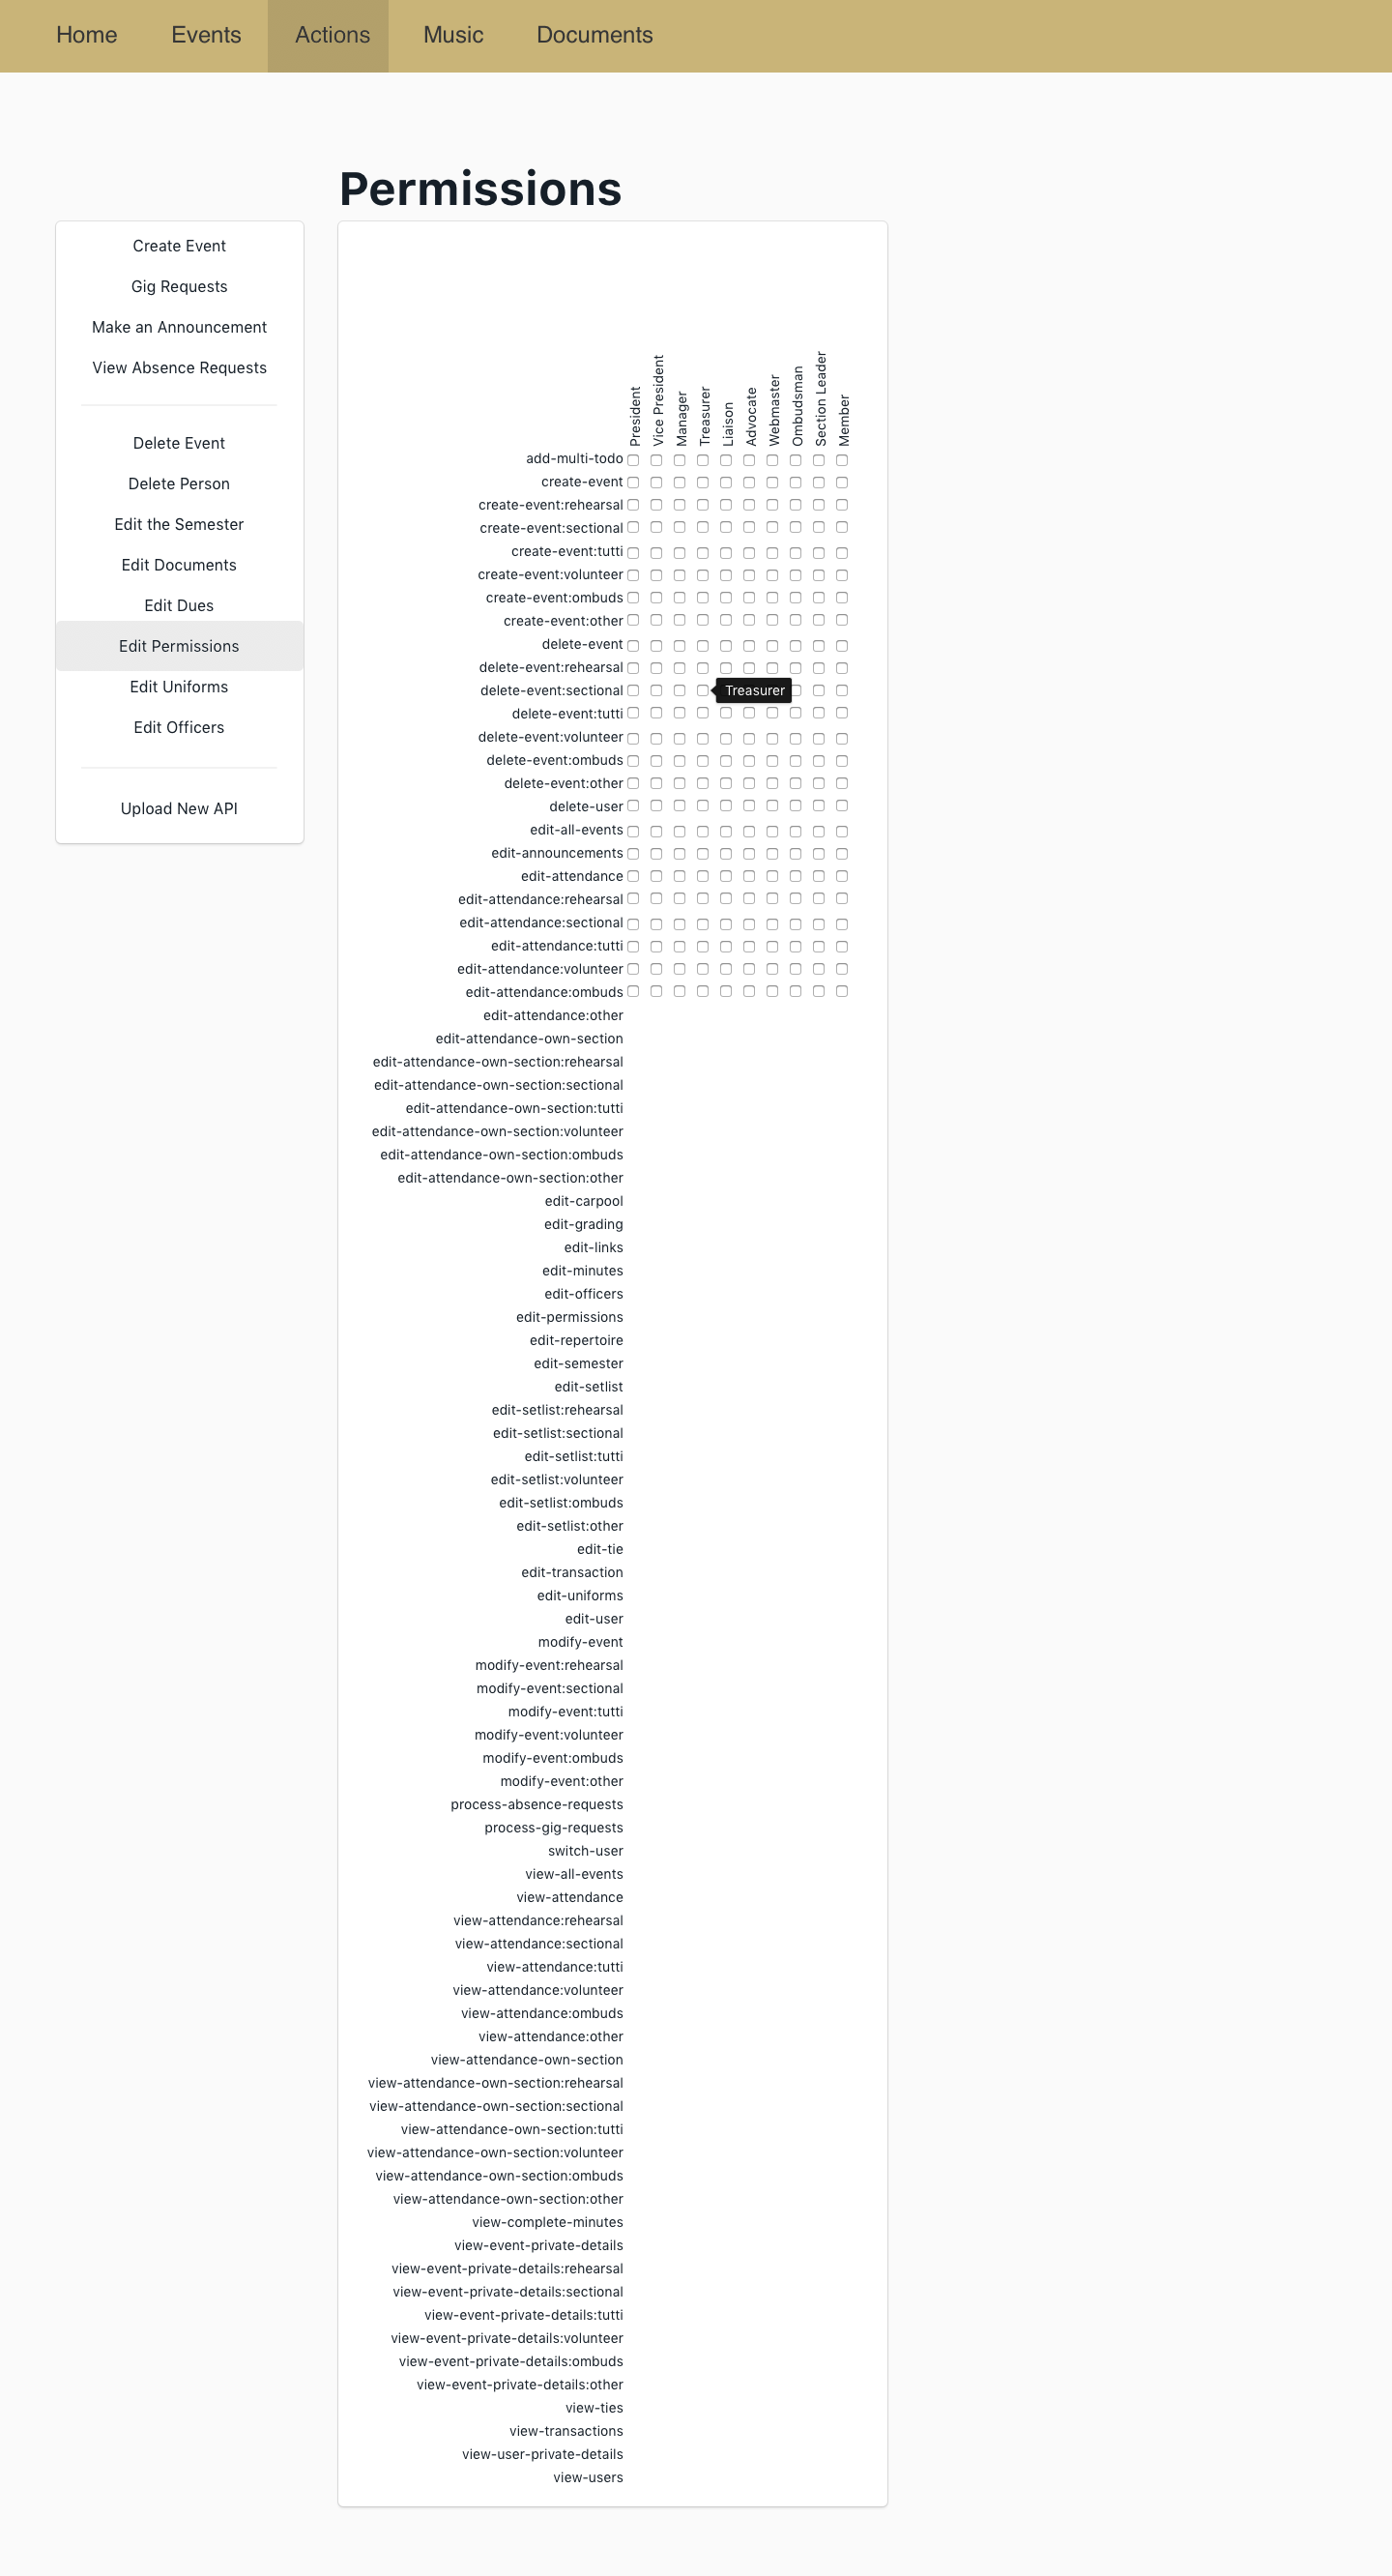 Home Events Actions Music Documents
Permissions
Create Event
Gig Requests
Make an Announcement
View Absence Requests
Delete Event
Delete Person
Edit the Semester
Edit Documents
Edit Dues
Edit Permissions
Edit Uniforms
Edit Officers
Upload New API
President
Vice President
Manager
Treasurer
Liaison
Advocate
Webmaster
Ombudsman
Section Leader
Member
add-multi-todo
create-event
create-event:rehearsal
create-event:sectional
create-event:tutti
create-event:volunteer
create-event:ombuds
create-event:other
delete-event
delete-event:rehearsal
delete-event:sectional Treasurer
delete-event:tutti
delete-event:volunteer
delete-event:ombuds
delete-event:other
delete-user
edit-all-events
edit-announcements
edit-attendance
edit-attendance:rehearsal
edit-attendance:sectional
edit-attendance:tutti
edit-attendance:volunteer
edit-attendance:ombuds
edit-attendance:other
edit-attendance-own-section
edit-attendance-own-section:rehearsal
edit-attendance-own-section:sectional
edit-attendance-own-section:tutti
edit-attendance-own-section:volunteer
edit-attendance-own-section:ombuds
edit-attendance-own-section:other
edit-carpool
edit-grading
edit-links
edit-minutes
edit-officers
edit-permissions
edit-repertoire
edit-semester
edit-setlist
edit-setlist:rehearsal
edit-setlist:sectional
edit-setlist:tutti
edit-setlist:volunteer
edit-setlist:ombuds
edit-setlist:other
edit-tie
edit-transaction
edit-uniforms
edit-user
modify-event
modify-event:rehearsal
modify-event:sectional
modify-event:tutti
modify-event:volunteer
modify-event:ombuds
modify-event:other
process-absence-requests
process-gig-requests
switch-user
view-all-events
view-attendance
view-attendance:rehearsal
view-attendance:sectional
view-attendance:tutti
view-attendance:volunteer
view-attendance:ombuds
view-attendance:other
view-attendance-own-section
view-attendance-own-section:rehearsal
view-attendance-own-section:sectional
view-attendance-own-section:tutti
view-attendance-own-section:volunteer
view-attendance-own-section:ombuds
view-attendance-own-section:other
view-complete-minutes
view-event-private-details
view-event-private-details:rehearsal
view-event-private-details:sectional
view-event-private-details:tutti
view-event-private-details:volunteer
view-event-private-details:ombuds
view-event-private-details:other
view-ties
view-transactions
view-user-private-details
view-users